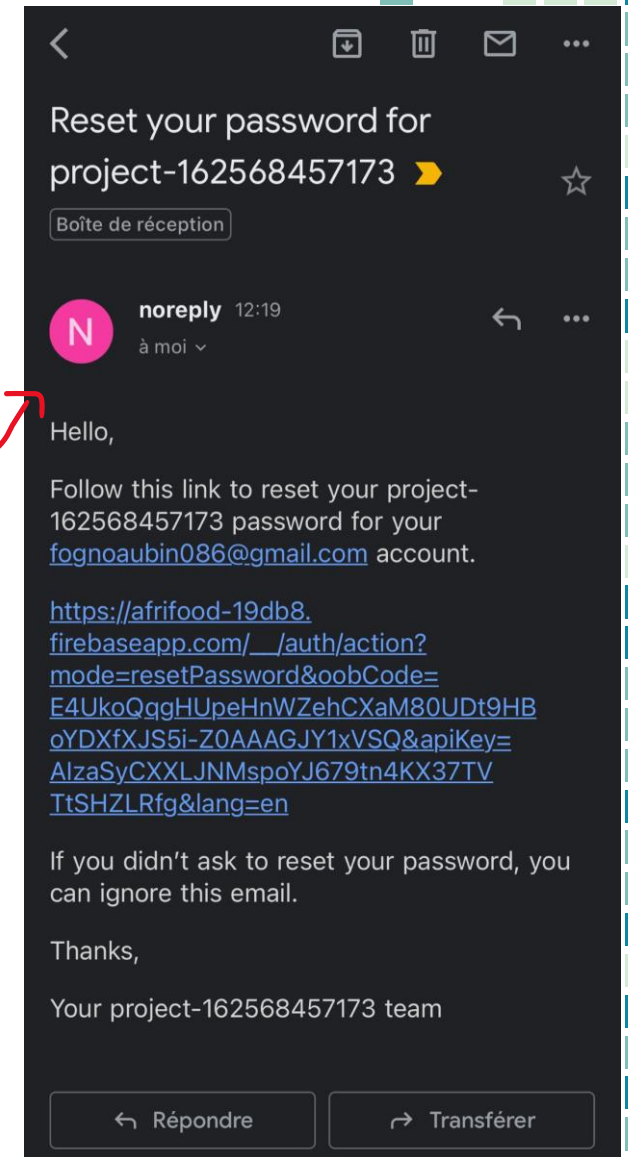 Reset your password for
project-162568457173
Boîte de réception
N
noreply 12:19
à moi
Hello,
Follow this link to reset your project-
162568457173 password for your
fognoaubin086@gmail.com account.
https://afrifood-19db8.
firebaseapp.com/__/auth/action?
mode=resetPassword&oobCode=
E4UkoQqgHUpeHnWZehCXaM80UDt9HB
oYDXfXJS5i-Z0AAAGJY1xVSQ&apiKey=
AIzaSyCXXLJNMspoYJ679tn4KX37TV
TtSHZLRfg&lang=en
If you didn’t ask to reset your password, you
can ignore this email.
Thanks,
Your project-162568457173 team
Répondre
Transférer